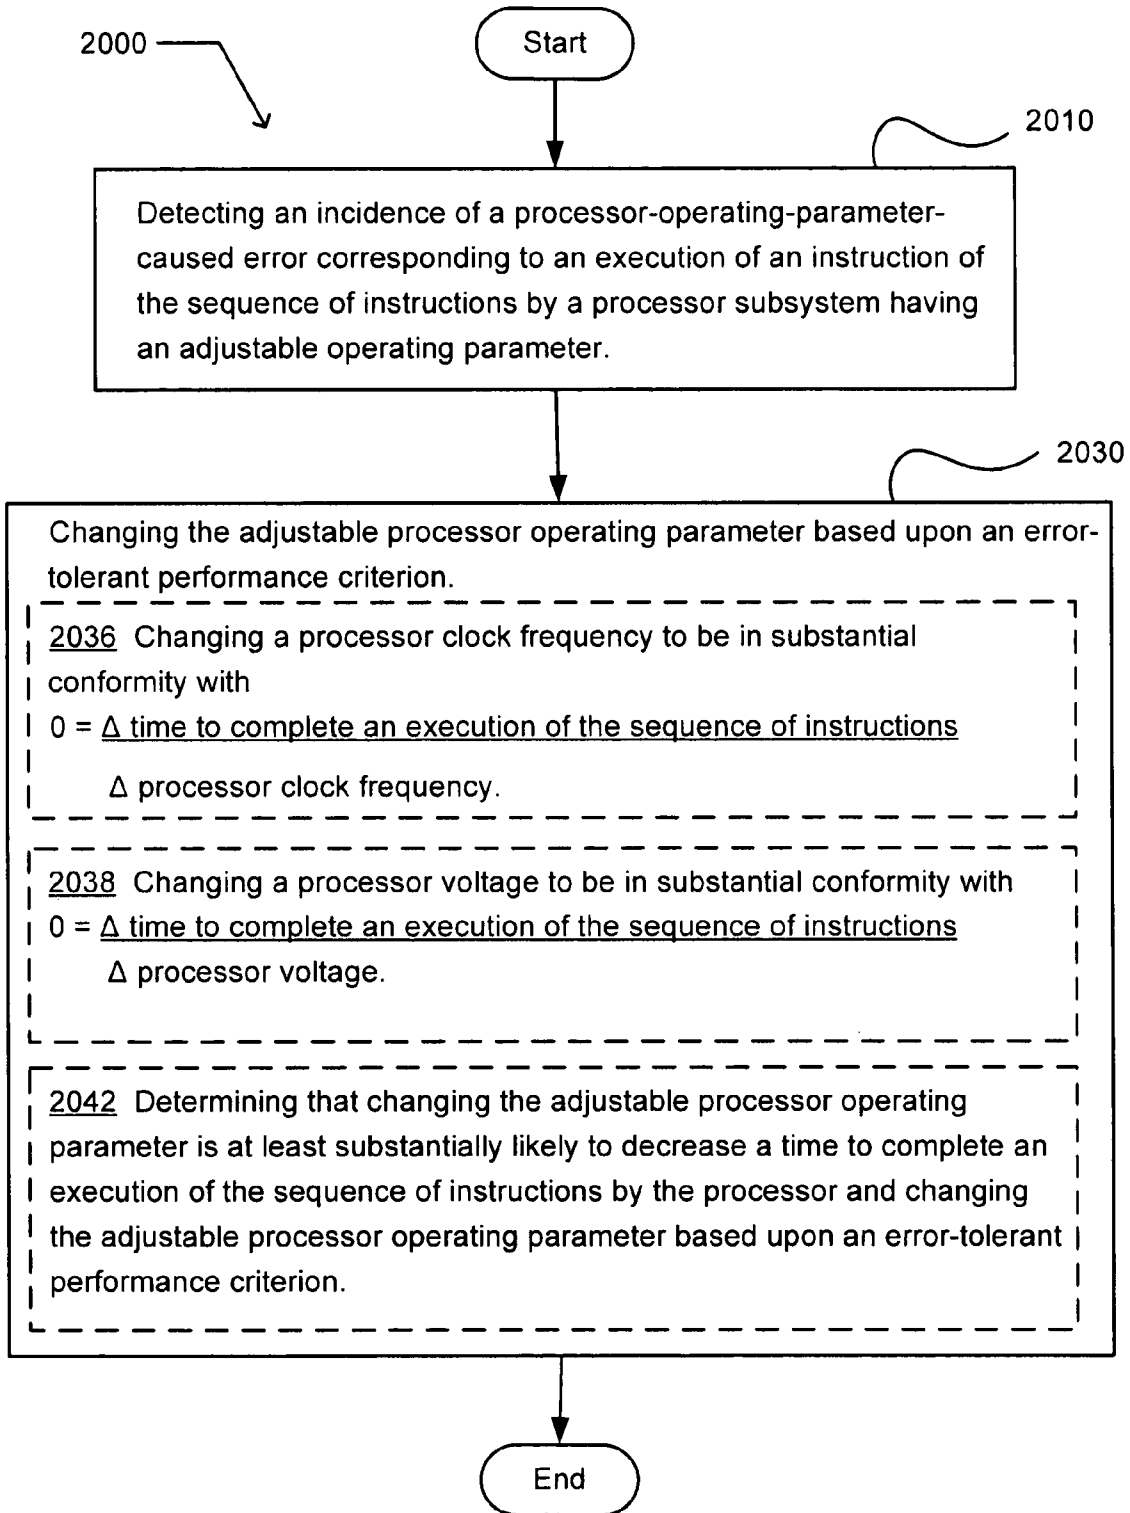 2000
Start
2010
Detecting an incidence of a processor-operating-parameter-
caused error corresponding to an execution of an instruction of
the sequence of instructions by a processor subsystem having
an adjustable operating parameter.
2030
Changing the adjustable processor operating parameter based upon an error-
tolerant performance criterion.
2036 Changing a processor clock frequency to be in substantial
conformity with
0 = Δ time to complete an execution of the sequence of instructions
Δ processor clock frequency.
2038 Changing a processor voltage to be in substantial conformity with
0 = Δ time to complete an execution of the sequence of instructions
Δ processor voltage.
2042 Determining that changing the adjustable processor operating
parameter is at least substantially likely to decrease a time to complete an
execution of the sequence of instructions by the processor and changing
the adjustable processor operating parameter based upon an error-tolerant
performance criterion.
End